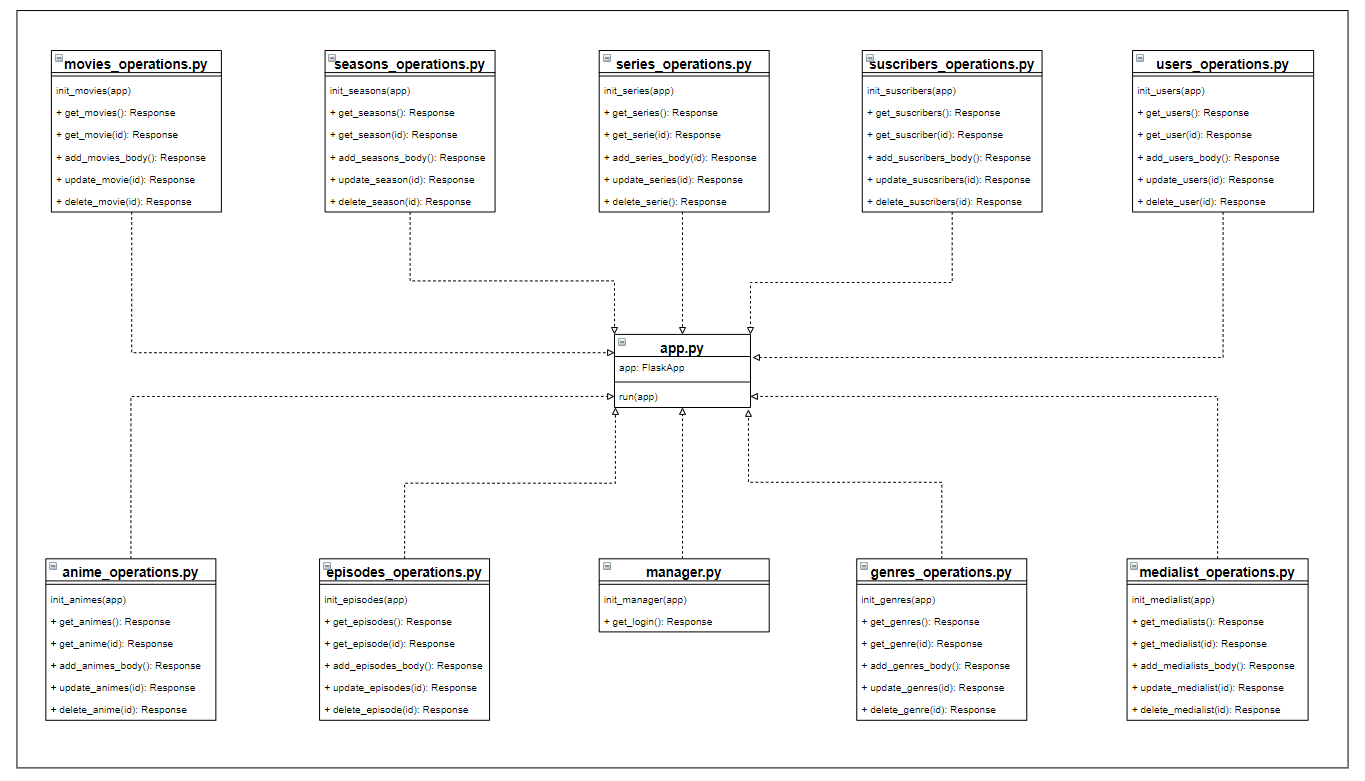 movies_operations.py
init_movies(app)
+ get_movies(): Response
+ get_movie(id): Response
+ add_movies_body(): Response
+ update_movie(id): Response
+ delete_movie(id): Response
seasons_operations.py
init_seasons(app)
+ get_seasons(): Response
+ get_season(id): Response
+ add_seasons_body(): Response
+ update_season(id): Response
+ delete_season(id): Response
series_operations.py
init_series(app)
+ get_series(): Response
+ get_serie(id): Response
+ add_series_body(id): Response
+ update_series(id): Response
+ delete_serie(): Response
suscribers_operations.py
init_suscribers(app)
+ get_suscribers(): Response
+ get_suscriber(id): Response
+ add_suscribers_body(): Response
+ update_suscsribers(id): Response
+ delete_suscribers(id): Response
users_operations.py
init_users(app)
+ get_users(): Response
+ get_user(id): Response
+ add_users_body(): Response
+ update_users(id): Response
+ delete_user(id): Response
app.py
app: FlaskApp
run(app)
anime_operations.py
init_animes(app)
+ get_animes(): Response
+ get_anime(id): Response
+ add_animes_body(): Response
+ update_animes(id): Response
+ delete_anime(id): Response
episodes_operations.py
init_episodes(app)
+ get_episodes(): Response
+ get_episode(id): Response
+ add_episodes_body(): Response
+ update_episodes(id): Response
+ delete_episode(id): Response
manager.py
init_manager(app)
+ get_login(): Response
genres_operations.py
init_genres(app)
+ get_genres(): Response
+ get_genre(id): Response
+ add_genres_body(): Response
+ update_genres(id): Response
+ delete_genre(id): Response
medialist_operations.py
init_medialist(app)
+ get_medialists(): Response
+ get_medialist(id): Response
+ add_medialists_body(): Response
+ update_medialist(id): Response
+ delete_medialist(id): Response